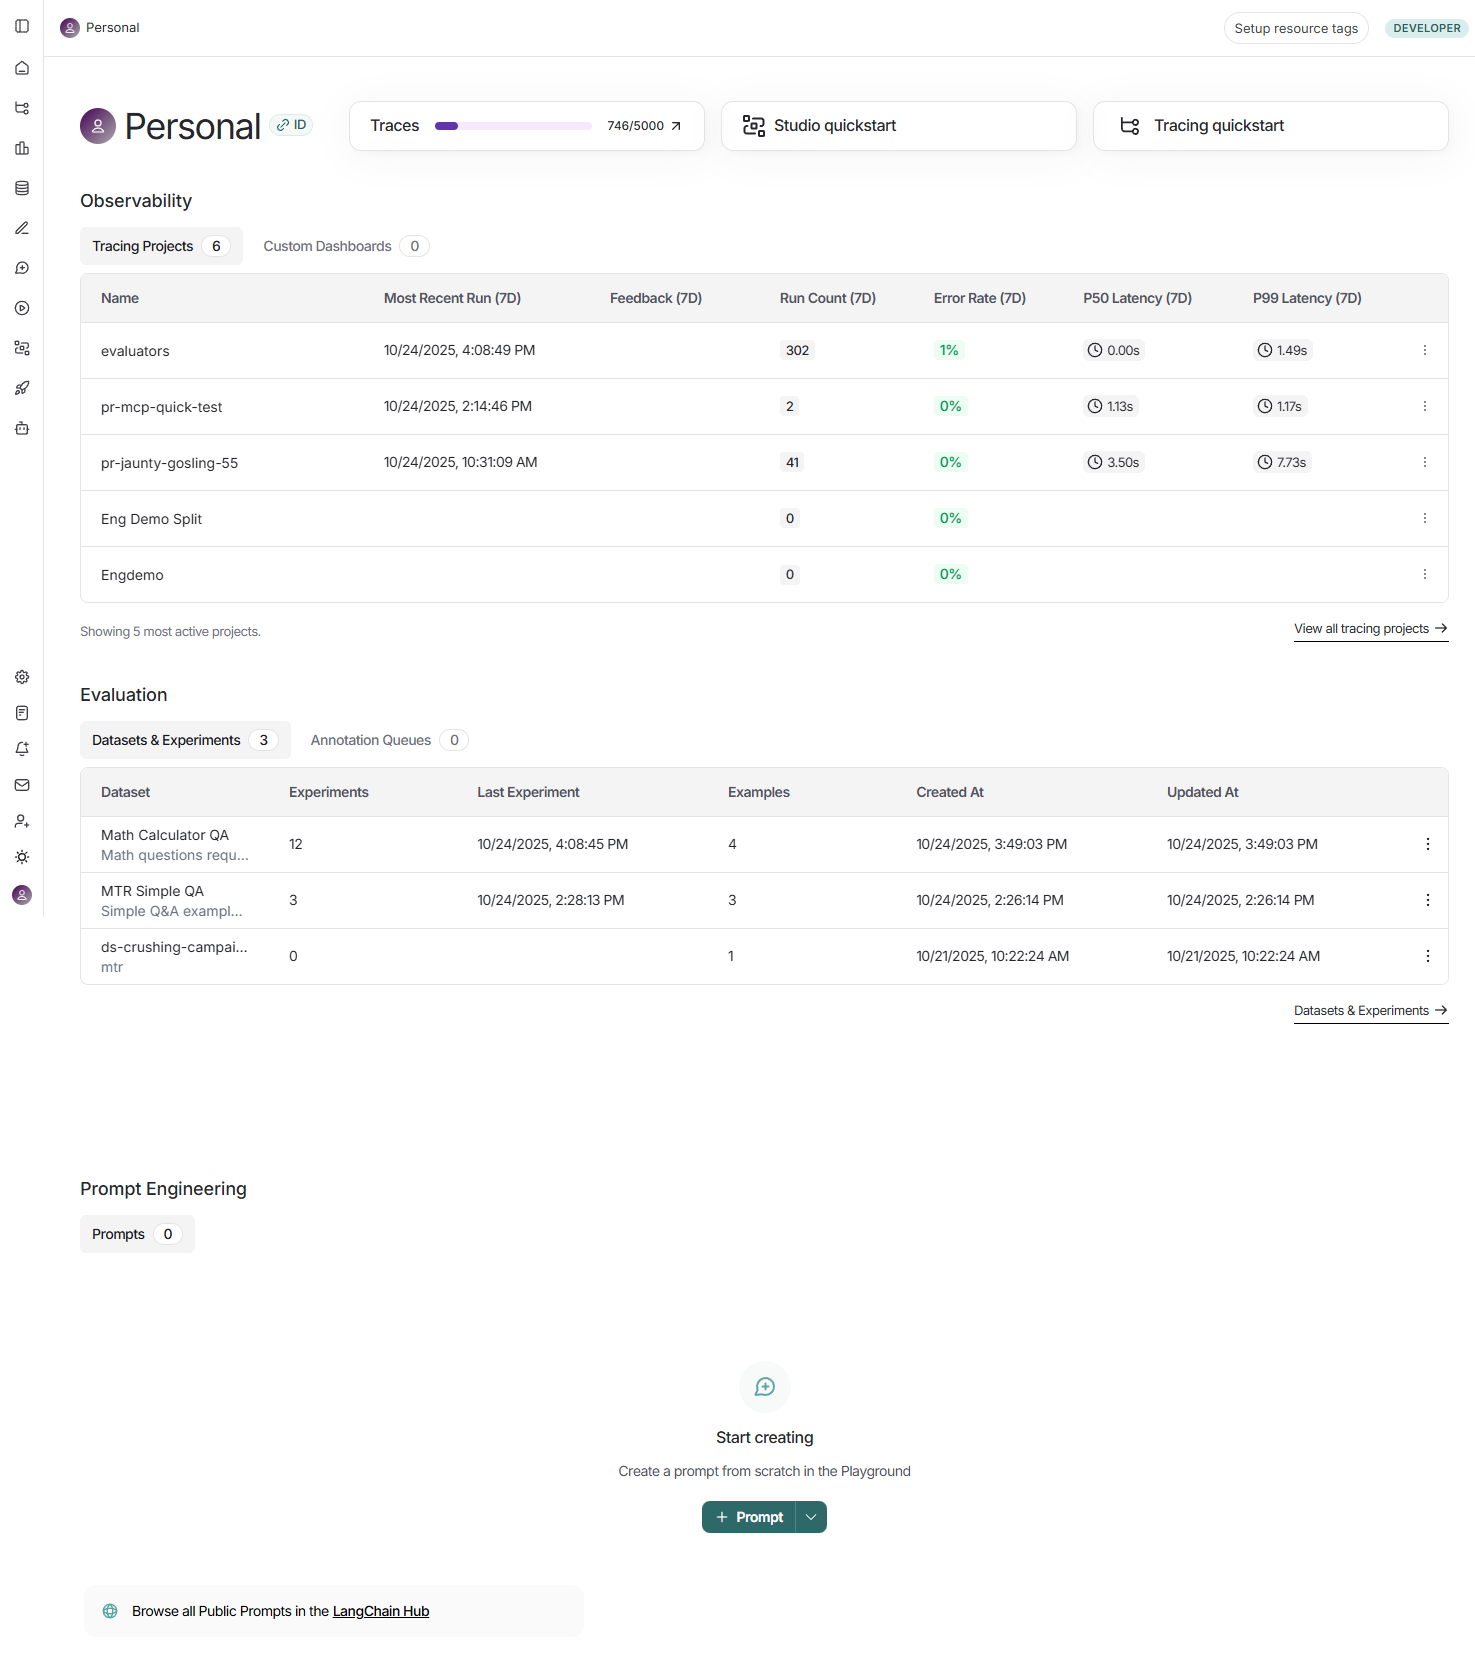 Personal
Setup resource tags
DEVELOPER
Personal
ID
Traces 746/5000
Studio quickstart
Tracing quickstart
Observability
Tracing Projects 6
Custom Dashboards 0
Name Most Recent Run (7D) Feedback (7D) Run Count (7D) Error Rate (7D) P50 Latency (7D) P99 Latency (7D)
evaluators 10/24/2025, 4:08:49 PM 302 1% 0.00s 1.49s
pr-mcp-quick-test 10/24/2025, 2:14:46 PM 2 0% 1.13s 1.17s
pr-jaunty-gosling-55 10/24/2025, 10:31:09 AM 41 0% 3.50s 7.73s
Eng Demo Split 0 0%
Engdemo 0 0%
Showing 5 most active projects.
View all tracing projects
Evaluation
Datasets & Experiments 3
Annotation Queues 0
Dataset Experiments Last Experiment Examples Created At Updated At
Math Calculator QA
Math questions requ...
12 10/24/2025, 4:08:45 PM 4 10/24/2025, 3:49:03 PM 10/24/2025, 3:49:03 PM
MTR Simple QA
Simple Q&A exampl...
3 10/24/2025, 2:28:13 PM 3 10/24/2025, 2:26:14 PM 10/24/2025, 2:26:14 PM
ds-crushing-campai...
mtr
0 1 10/21/2025, 10:22:24 AM 10/21/2025, 10:22:24 AM
Datasets & Experiments
Prompt Engineering
Prompts 0
Start creating
Create a prompt from scratch in the Playground
+ Prompt
Browse all Public Prompts in the LangChain Hub